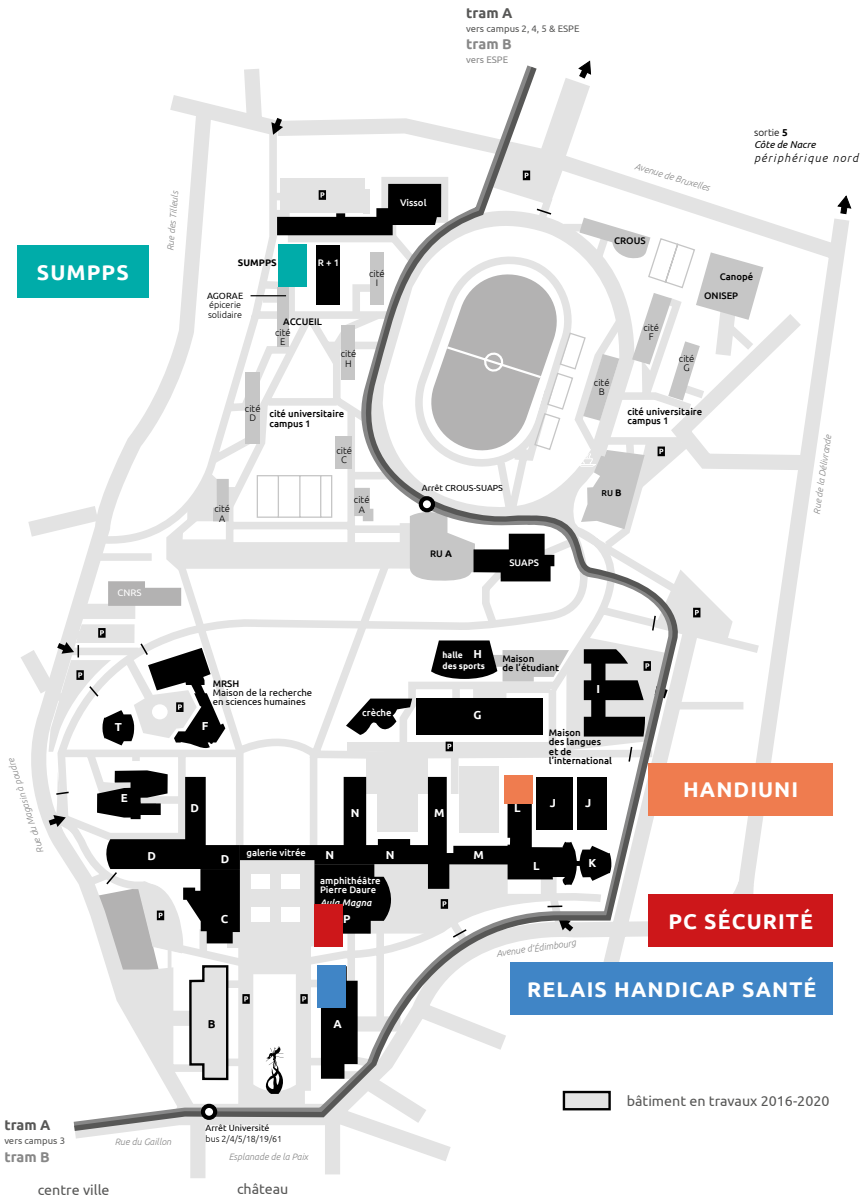 tram A
vers campus 2, 4, 5 & ESPE
tram B
vers ESPE
sortie 5
Côte de Nacre
périphérique nord
Avenue de Bruxelles
Rue des Tilleuls
P
P
Vissol
SUMPPS
SUMPPS
R + 1
cité
I
CROUS
Canopé
ONISEP
AGORAE
épicerie
solidaire
ACCUEIL
cité
E
cité
H
cité
F
cité
G
cité
B
cité
D
cité universitaire
campus 1
cité universitaire
campus 1
cité
C
P
Rue de la Délivrande
cité
A
cité
A
Arrêt CROUS-SUAPS
RU B
RU A
SUAPS
CNRS
P
P
halle H
des sports
Maison
de l'étudiant
P
P
MRSH
Maison de la recherche
en sciences humaines
I
P
T
F
crèche
G
Maison
des langues
et de
l'international
P
Rue du Magasin à poudre
HANDIUNI
E
D
N
M
L
J
J
D
D
galerie vitrée
N
N
M
L
K
amphithéâtre
Pierre Daure
Aula Magna
P
C
P
P
PC SÉCURITÉ
Avenue d'Édimbourg
RELAIS HANDICAP SANTÉ
B
P
P
A
bâtiment en travaux 2016-2020
tram A
vers campus 3
tram B
Rue du Gaillon
Arrêt Université
bus 2/4/5/18/19/61
Esplanade de la Paix
centre ville
château